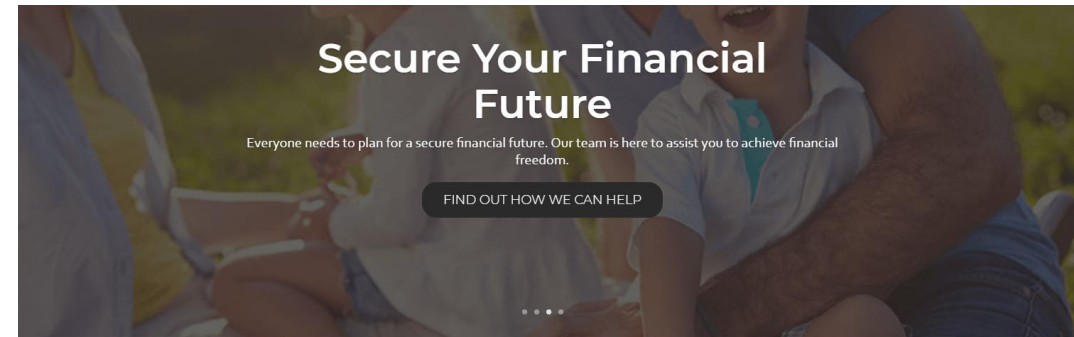 Secure Your Financial
Future
Everyone needs to plan for a secure financial future. Our team is here to assist you to achieve financial
freedom.
FIND OUT HOW WE CAN HELP